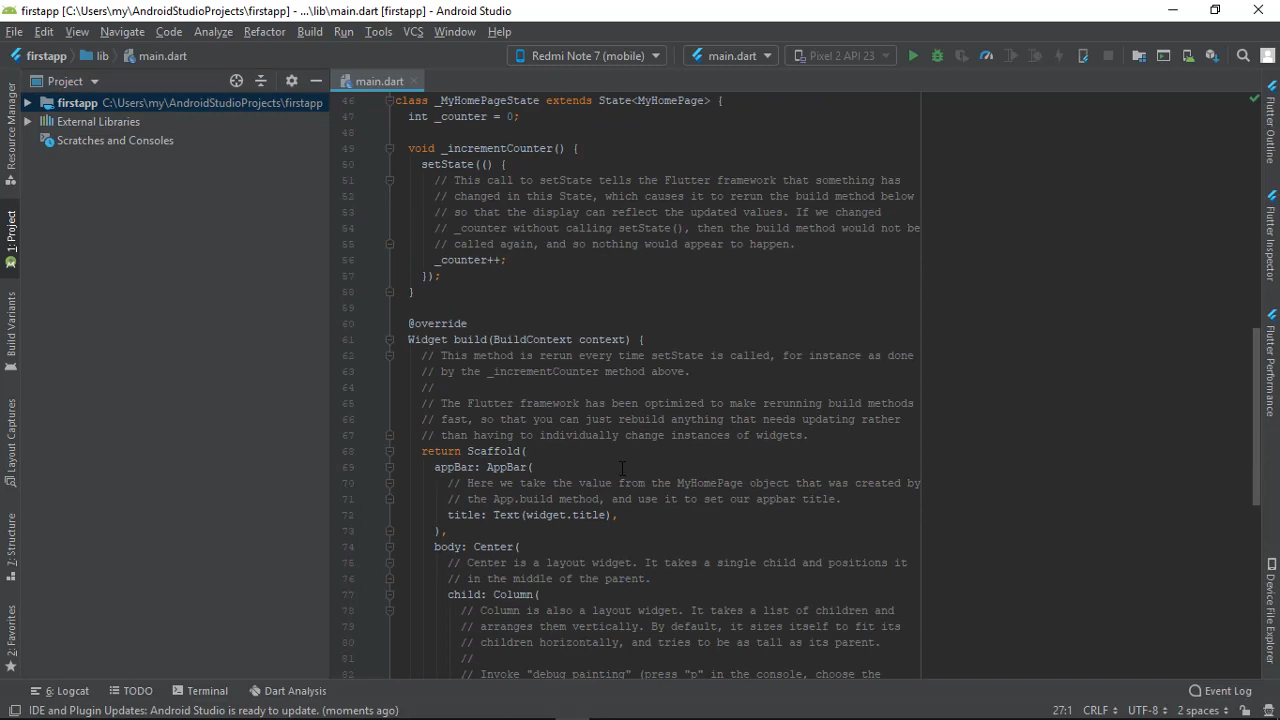 firstapp [C:\Users\my\AndroidStudioProjects\firstapp] - ...\lib\main.dart [firstapp] - Android Studio
File Edit View Navigate Code Analyze Refactor Build Run Tools VCS Window Help
firstapp lib main.dart Redmi Note 7 (mobile) main.dart Pixel 2 API 23
Project main.dart
firstapp C:\Users\my\AndroidStudioProjects\firstapp
External Libraries
Scratches and Consoles
Resource Manager
1: Project
Build Variants
Layout Captures
7: Structure
2: Favorites
46 class _MyHomePageState extends State<MyHomePage> {
47 int _counter = 0;
48
49 void _incrementCounter() {
50 setState(() {
51 // This call to setState tells the Flutter framework that something has
52 // changed in this State, which causes it to rerun the build method below
53 // so that the display can reflect the updated values. If we changed
54 // _counter without calling setState(), then the build method would not be
55 // called again, and so nothing would appear to happen.
56 _counter++;
57 });
58 }
59
60 @override
61 Widget build(BuildContext context) {
62 // This method is rerun every time setState is called, for instance as done
63 // by the _incrementCounter method above.
64 //
65 // The Flutter framework has been optimized to make rerunning build methods
66 // fast, so that you can just rebuild anything that needs updating rather
67 // than having to individually change instances of widgets.
68 return Scaffold(
69 appBar: AppBar(
70 // Here we take the value from the MyHomePage object that was created by
71 // the App.build method, and use it to set our appbar title.
72 title: Text(widget.title),
73 ),
74 body: Center(
75 // Center is a layout widget. It takes a single child and positions it
76 // in the middle of the parent.
77 child: Column(
78 // Column is also a layout widget. It takes a list of children and
79 // arranges them vertically. By default, it sizes itself to fit its
80 // children horizontally, and tries to be as tall as its parent.
81 //
82 // Invoke "debug painting" (press "p" in the console, choose the
Flutter Outline
Flutter Inspector
Flutter Performance
Device File Explorer
6: Logcat TODO Terminal Dart Analysis Event Log
IDE and Plugin Updates: Android Studio is ready to update. (moments ago) 27:1 CRLF UTF-8 2 spaces